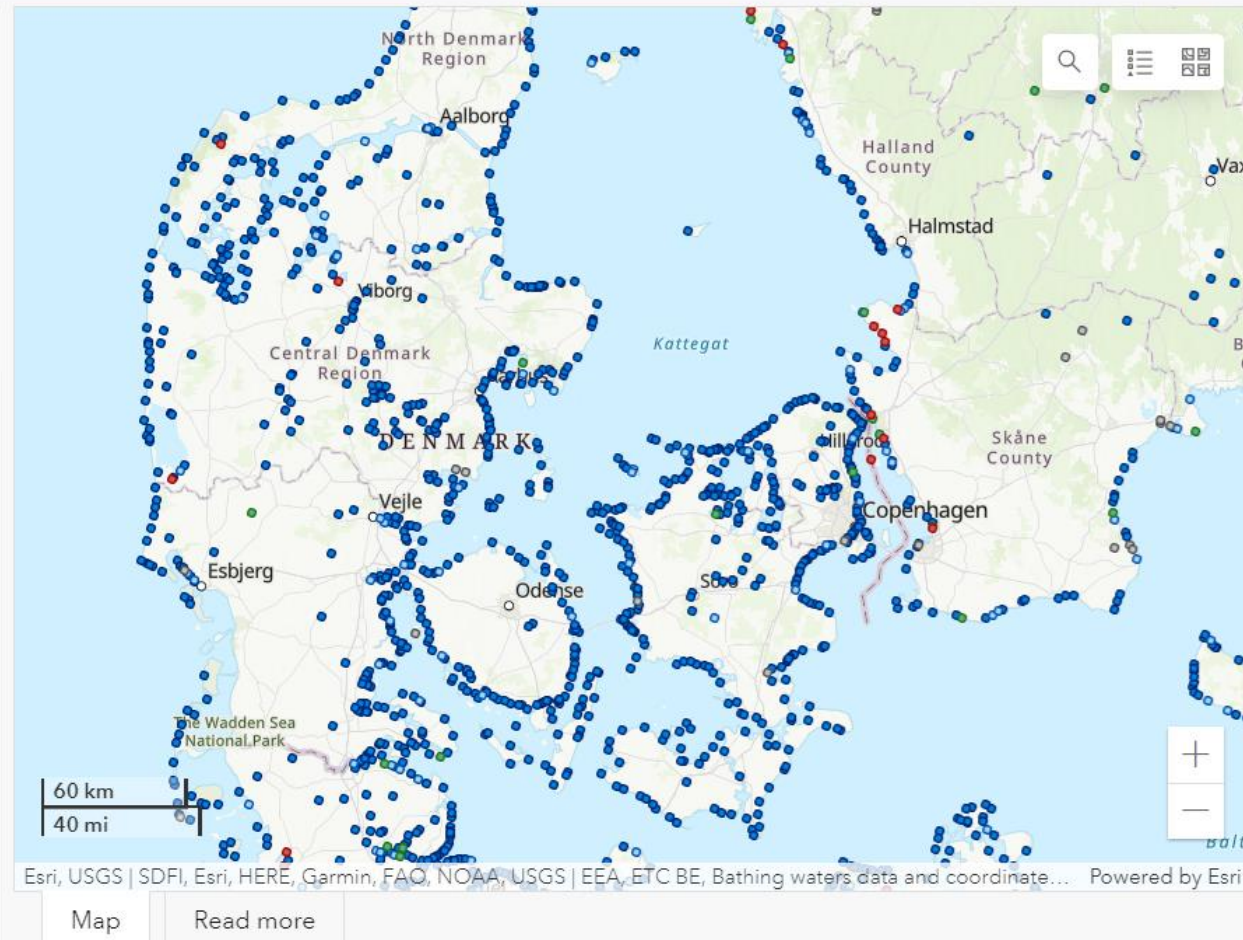 North Denmark
Region
Aalborg
Halland
County
Vax
Halmstad
Viborg
Kattegat
Central Denmark
Region
DENMARK
Skåne
County
Vejle
Copenhagen
Esbjerg
Odense
The Wadden Sea
National Park
60 km
40 mi
Balt
Esri, USGS | SDFI, Esri, HERE, Garmin, FAO, NOAA, USGS | EEA, ETC BE, Bathing waters data and coordinate... Powered by Esri
Map Read more